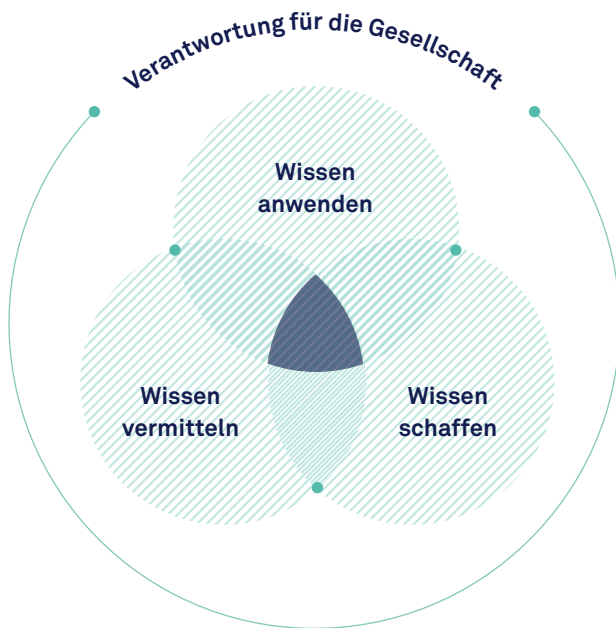 Verantwortung für die Gesellschaft
Wissen
anwenden
Wissen
vermitteln
Wissen
schaffen